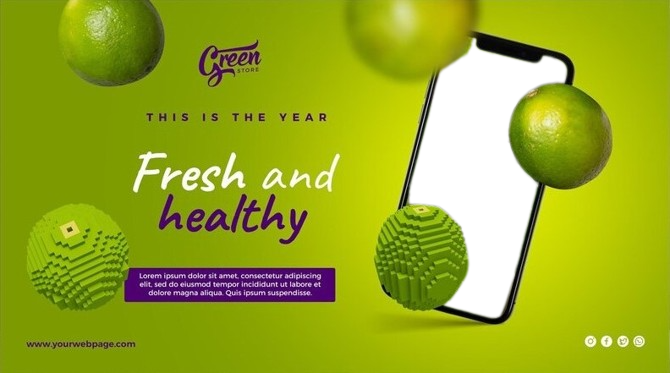 Green
STORE
THIS IS THE YEAR
Fresh and
healthy
Lorem ipsum dolor sit amet, consectetur adipiscing
elit, sed do eiusmod tempor incididunt ut labore et
dolore magna aliqua. Quis ipsum suspendisse.
www.yourwebpage.com